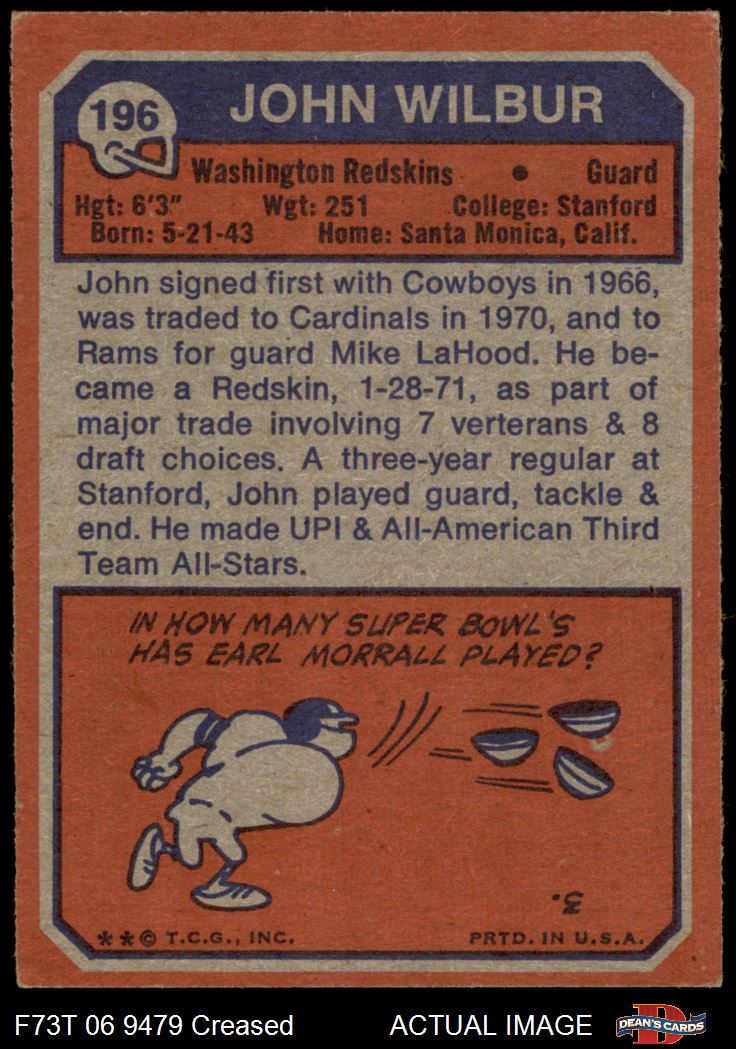 196
JOHN WILBUR
Washington Redskins • Guard
Hgt: 6'3" Wgt: 251 College: Stanford
Born: 5-21-43 Home: Santa Monica, Calif.
John signed first with Cowboys in 1966,
was traded to Cardinals in 1970, and to
Rams for guard Mike LaHood. He be-
came a Redskin, 1-28-71, as part of
major trade involving 7 verterans & 8
draft choices. A three-year regular at
Stanford, John played guard, tackle &
end. He made UPI & All-American Third
Team All-Stars.
IN HOW MANY SUPER BOWL'S
HAS EARL MORRALL PLAYED?
3.
** © T.C.G., INC. PRTD. IN U.S.A.
F73T 06 9479 Creased ACTUAL IMAGE
D
DEAN'S CARDS